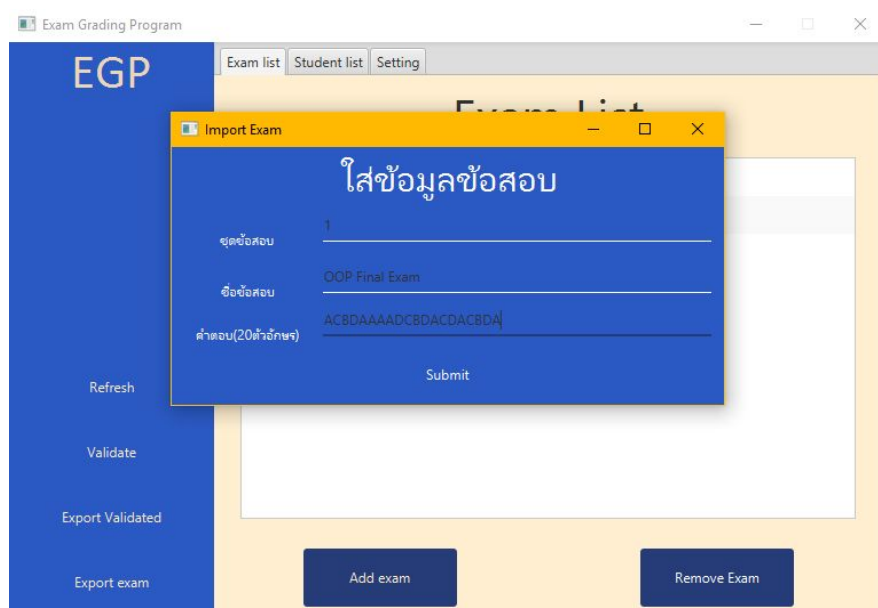 Exam Grading Program
EGP
Exam list Student list Setting
Import Exam
ใส่ข้อมูลข้อสอบ
ชุดข้อสอบ 1
ชื่อข้อสอบ OOP Final Exam
คำตอบ(20ตัวอักษร) ACBDAAAADCBDACDACBDA
Submit
Refresh
Validate
Export Validated
Export exam
Add exam
Remove Exam